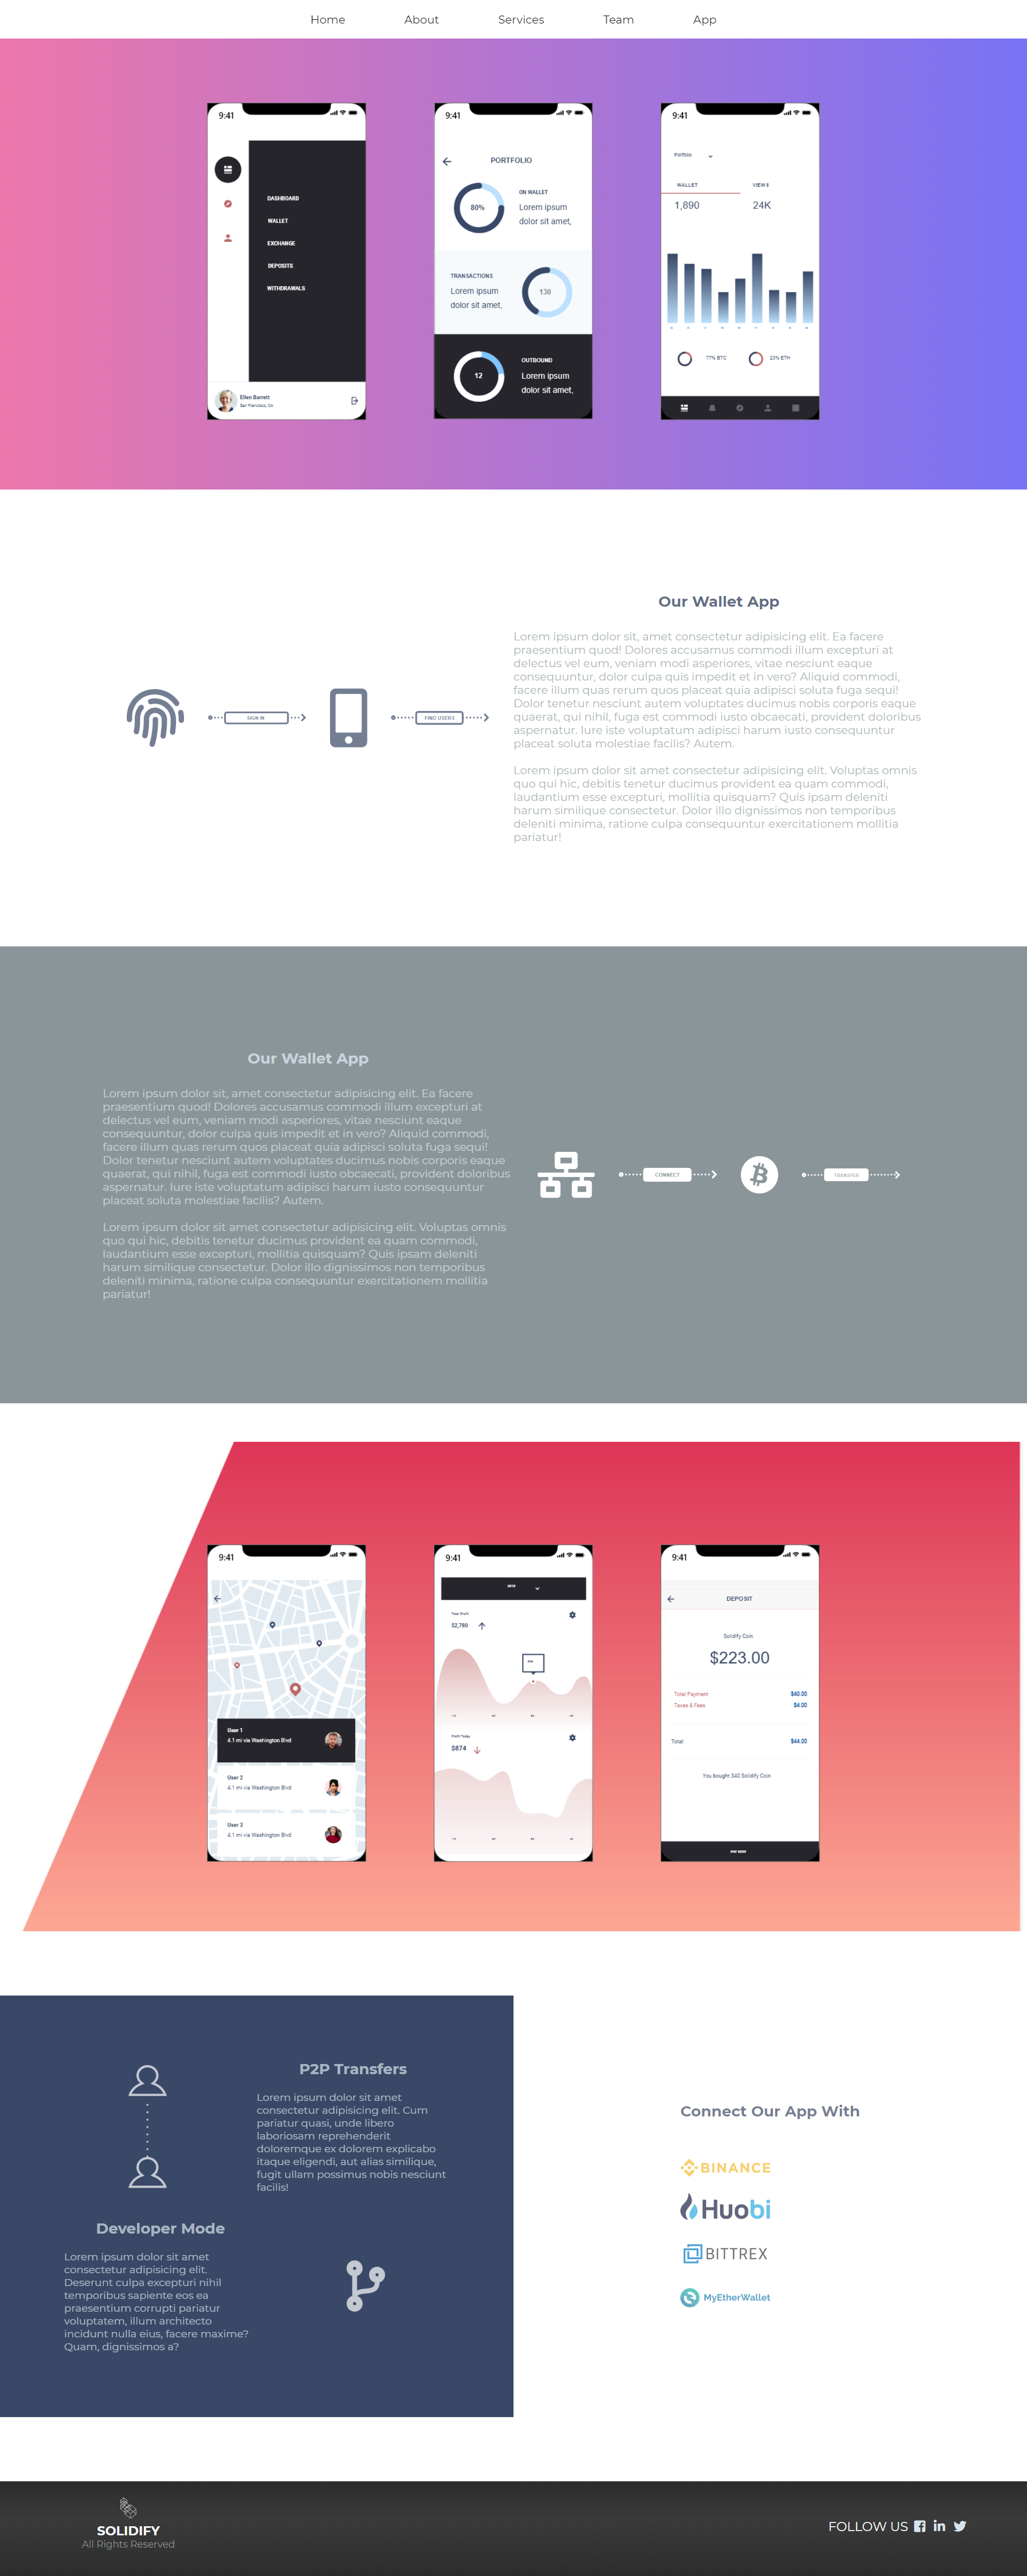 Home About Services Team App
9:41
DASHBOARD
WALLET
EXCHANGE
DEPOSITS
WITHDRAWALS
Ellen Barrett
San Francisco, CA
9:41
PORTFOLIO
80%
ON WALLET
Lorem ipsum
dolor sit amet,
TRANSACTIONS
Lorem ipsum
dolor sit amet,
130
12
OUTBOUND
Lorem ipsum
dolor sit amet,
9:41
Portfolio
WALLET VIEWS
1,890 24K
77% BTC 23% ETH
SIGN IN
FIND USERS
Our Wallet App
Lorem ipsum dolor sit, amet consectetur adipisicing elit. Ea facere
praesentium quod! Dolores accusamus commodi illum excepturi at
delectus vel eum, veniam modi asperiores, vitae nesciunt eaque
consequuntur, dolor culpa quis impedit et in vero? Aliquid commodi,
facere illum quas rerum quos placeat quia adipisci soluta fuga sequi!
Dolor tenetur nesciunt autem voluptates ducimus nobis corporis eaque
quaerat, qui nihil, fuga est commodi iusto obcaecati, provident doloribus
aspernatur. Iure iste voluptatum adipisci harum iusto consequuntur
placeat soluta molestiae facilis? Autem.
Lorem ipsum dolor sit amet consectetur adipisicing elit. Voluptas omnis
quo qui hic, debitis tenetur ducimus provident ea quam commodi,
laudantium esse excepturi, mollitia quisquam? Quis ipsam deleniti
harum similique consectetur. Dolor illo dignissimos non temporibus
deleniti minima, ratione culpa consequuntur exercitationem mollitia
pariatur!
Our Wallet App
Lorem ipsum dolor sit, amet consectetur adipisicing elit. Ea facere
praesentium quod! Dolores accusamus commodi illum excepturi at
delectus vel eum, veniam modi asperiores, vitae nesciunt eaque
consequuntur, dolor culpa quis impedit et in vero? Aliquid commodi,
facere illum quas rerum quos placeat quia adipisci soluta fuga sequi!
Dolor tenetur nesciunt autem voluptates ducimus nobis corporis eaque
quaerat, qui nihil, fuga est commodi iusto obcaecati, provident doloribus
aspernatur. Iure iste voluptatum adipisci harum iusto consequuntur
placeat soluta molestiae facilis? Autem.
Lorem ipsum dolor sit amet consectetur adipisicing elit. Voluptas omnis
quo qui hic, debitis tenetur ducimus provident ea quam commodi,
laudantium esse excepturi, mollitia quisquam? Quis ipsam deleniti
harum similique consectetur. Dolor illo dignissimos non temporibus
deleniti minima, ratione culpa consequuntur exercitationem mollitia
pariatur!
CONNECT
TRANSFER
9:41
User 1
4.1 mi via Washington Blvd
User 2
4.1 mi via Washington Blvd
User 3
4.1 mi via Washington Blvd
9:41
Total Profit
$2,780
Profit Today
$874
9:41
DEPOSIT
Solidify Coin
$223.00
Total Payment $40.00
Taxes & Fees $4.00
Total $44.00
You bought 340 Solidify Coin
PAY NOW
P2P Transfers
Lorem ipsum dolor sit amet
consectetur adipisicing elit. Cum
pariatur quasi, unde libero
laboriosam reprehenderit
doloremque ex dolorem explicabo
itaque eligendi, aut alias similique,
fugit ullam possimus nobis nesciunt
facilis!
Developer Mode
Lorem ipsum dolor sit amet
consectetur adipisicing elit.
Deserunt culpa excepturi nihil
temporibus sapiente eos ea
praesentium corrupti pariatur
voluptatem, illum architecto
incidunt nulla eius, facere maxime?
Quam, dignissimos a?
Connect Our App With
BINANCE
Huobi
BITTREX
MyEtherWallet
SOLIDIFY
All Rights Reserved
FOLLOW US